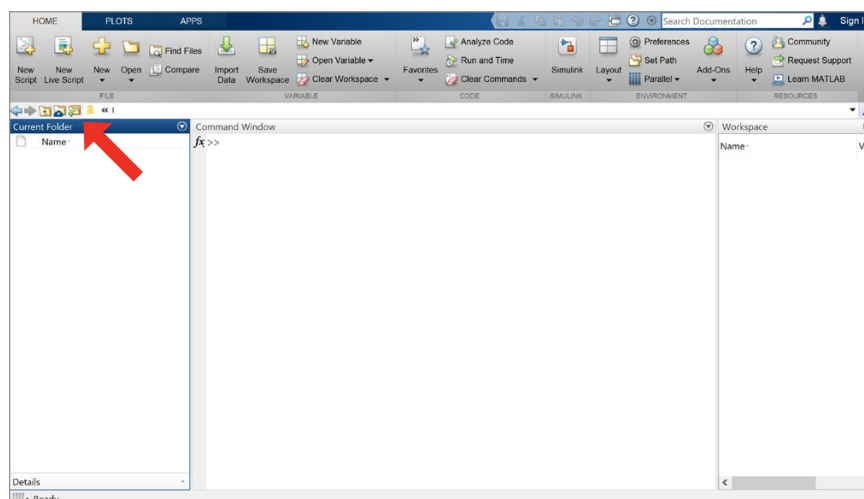 HOME PLOTS APPS Search Documentation Sign I
New Script
New Live Script
New
Open
Find Files
Compare
Import Data
Save Workspace
New Variable
Open Variable
Clear Workspace
Favorites
Analyze Code
Run and Time
Clear Commands
Simulink
Layout
Preferences
Set Path
Parallel
Add-Ons
Help
Community
Request Support
Learn MATLAB
FILE VARIABLE CODE SIMULINK ENVIRONMENT RESOURCES
«
Current Folder
Name
Command Window
fx >>
Workspace
Name V
Details
Ready